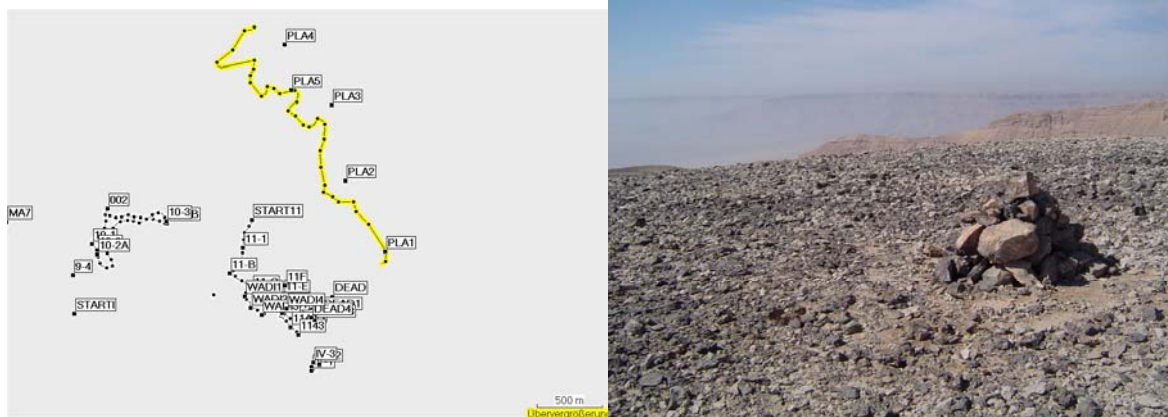 PLA4
PLA5
PLA3
PLA2
002
10-3
START11
MA7
11-1
PLA1
10-2A
11-B
9-4
11F
11-E
WADI1
DEAD
WADI4
STARTI
DEAD4
1143
IV-3
500 m
Übervergrößerung